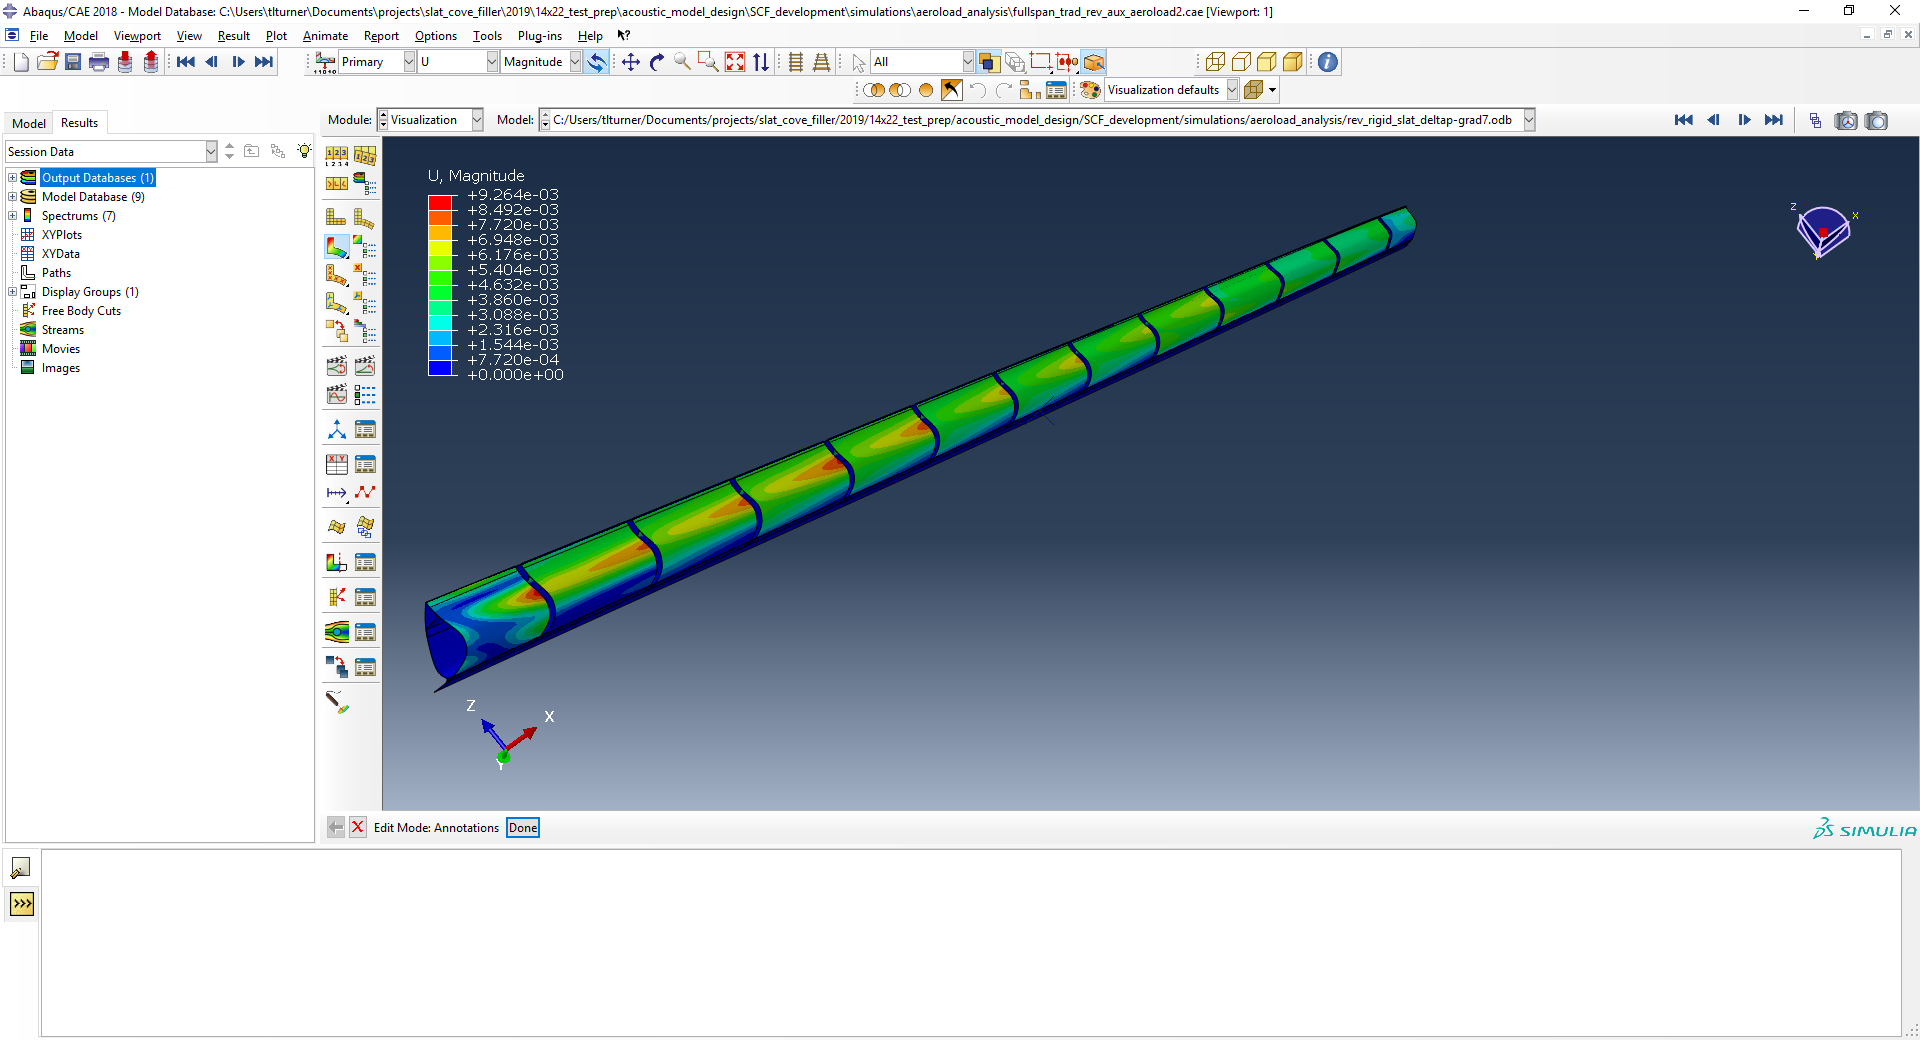 Abaqus/CAE 2018 - Model Database: C:\Users\tlturner\Documents\projects\slat_cove_filler\2019\14x22_test_prep\acoustic_model_design\SCF_development\simulations\aeroload_analysis\fullspan_trad_rev_aux_aeroload2.cae [Viewport: 1]
File Model Viewport View Result Plot Animate Report Options Tools Plug-ins Help
Primary U Magnitude All
Visualization defaults
Model Results
Module: Visualization Model: C:/Users/tlturner/Documents/projects/slat_cove_filler/2019/14x22_test_prep/acoustic_model_design/SCF_development/simulations/aeroload_analysis/rev_rigid_slat_deltap-grad7.odb
Session Data
Output Databases (1)
Model Database (9)
Spectrums (7)
XYPlots
XYData
Paths
Display Groups (1)
Free Body Cuts
Streams
Movies
Images
U, Magnitude
+9.264e-03
+8.492e-03
+7.720e-03
+6.948e-03
+6.176e-03
+5.404e-03
+4.632e-03
+3.860e-03
+3.088e-03
+2.316e-03
+1.544e-03
+7.720e-04
+0.000e+00
Z X
Z X
Y
Edit Mode: Annotations Done
SIMULIA
>>>